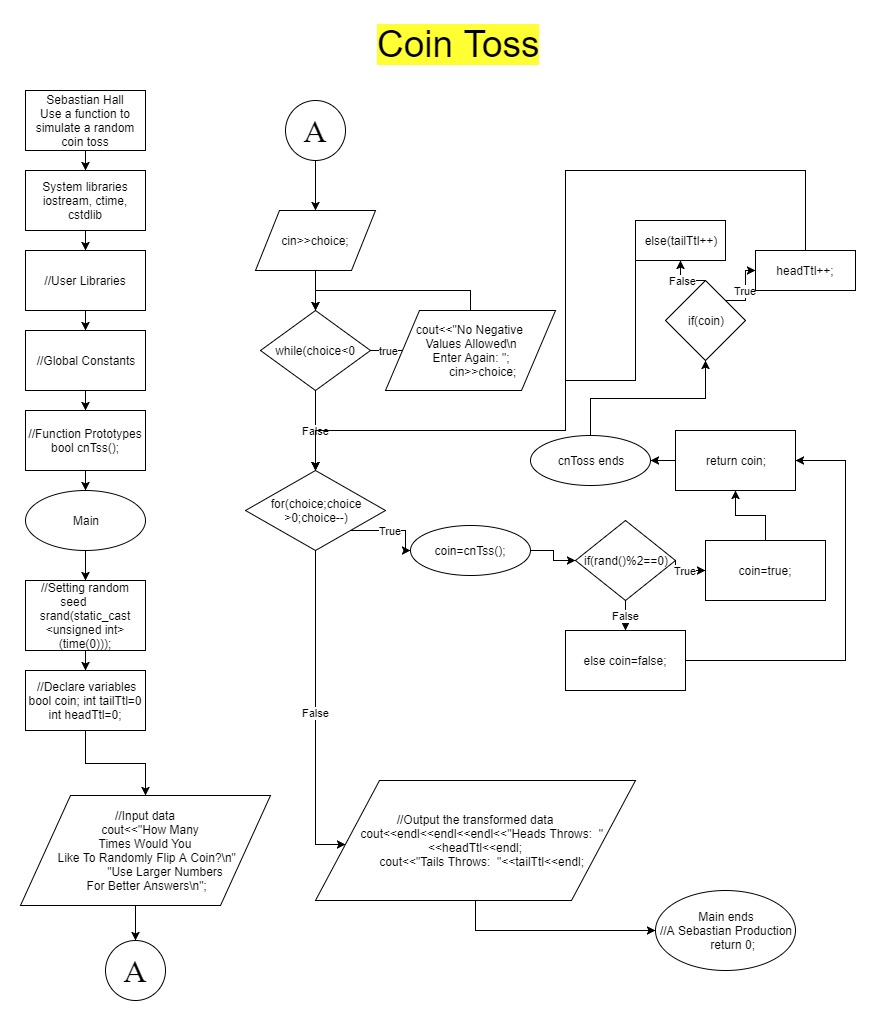 Coin Toss
Sebastian Hall
Use a function to
simulate a random
coin toss
System libraries
iostream, ctime,
cstdlib
//User Libraries
//Global Constants
//Function Prototypes
bool cnTss();
Main
//Setting random
seed
srand(static_cast
<unsigned int>
(time(0)));
//Declare variables
bool coin; int tailTtl=0
int headTtl=0;
//Input data
cout<<"How Many
Times Would You
Like To Randomly Flip A Coin?\n"
"Use Larger Numbers
For Better Answers\n";
A
A
cin>>choice;
while(choice<0
true
cout<<"No Negative
Values Allowed\n
Enter Again: ";
cin>>choice;
False
for(choice;choice
>0;choice--)
True
coin=cnTss();
if(rand()%2==0)
True
coin=true;
False
else coin=false;
return coin;
cnToss ends
if(coin)
False
True
else(tailTtl++)
headTtl++;
False
//Output the transformed data
cout<<endl<<endl<<endl<<"Heads Throws:  "
<<headTtl<<endl;
cout<<"Tails Throws:  "<<tailTtl<<endl;
Main ends
//A Sebastian Production
return 0;